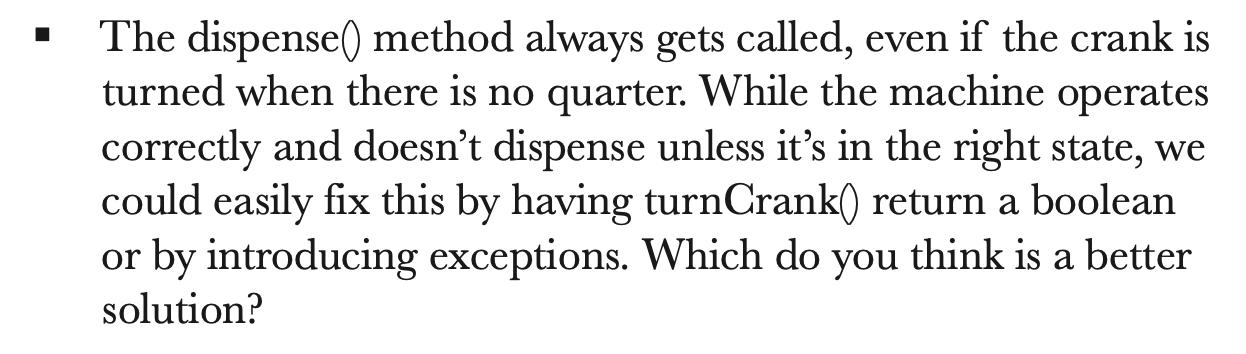 ▪ The dispense() method always gets called, even if the crank is
turned when there is no quarter. While the machine operates
correctly and doesn’t dispense unless it’s in the right state, we
could easily fix this by having turnCrank() return a boolean
or by introducing exceptions. Which do you think is a better
solution?